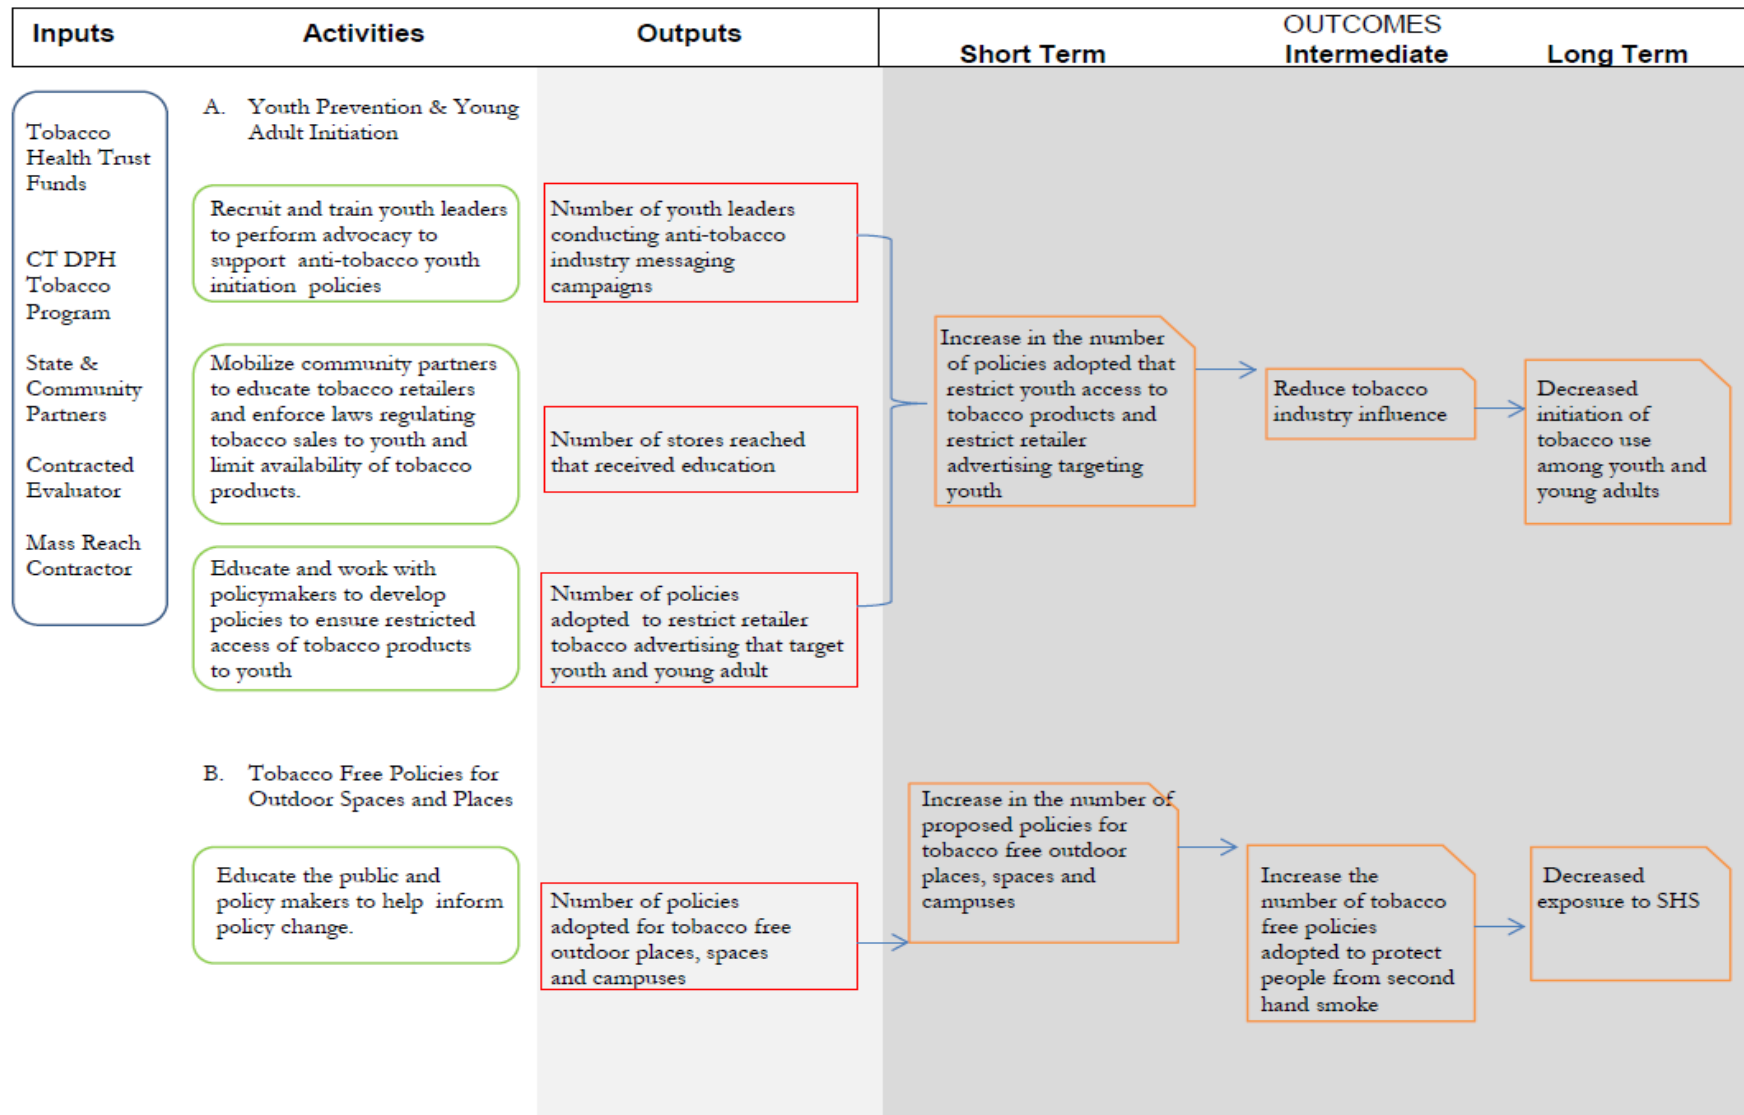 Inputs
Activities
Outputs
OUTCOMES
Short Term
Intermediate
Long Term
Tobacco
Health Trust
Funds
CT DPH
Tobacco
Program
State &
Community
Partners
Contracted
Evaluator
Mass Reach
Contractor
A. Youth Prevention & Young
Adult Initiation
Recruit and train youth leaders
to perform advocacy to
support anti-tobacco youth
initiation policies
Number of youth leaders
conducting anti-tobacco
industry messaging
campaigns
Mobilize community partners
to educate tobacco retailers
and enforce laws regulating
tobacco sales to youth and
limit availability of tobacco
products.
Number of stores reached
that received education
Educate and work with
policymakers to develop
policies to ensure restricted
access of tobacco products
to youth
Number of policies
adopted to restrict retailer
tobacco advertising that target
youth and young adult
Increase in the number
of policies adopted that
restrict youth access to
tobacco products and
restrict retailer
advertising targeting
youth
Reduce tobacco
industry influence
Decreased
initiation of
tobacco use
among youth and
young adults
B. Tobacco Free Policies for
Outdoor Spaces and Places
Educate the public and
policy makers to help inform
policy change.
Number of policies
adopted for tobacco free
outdoor places, spaces
and campuses
Increase in the number of
proposed policies for
tobacco free outdoor
places, spaces and
campuses
Increase the
number of tobacco
free policies
adopted to protect
people from second
hand smoke
Decreased
exposure to SHS